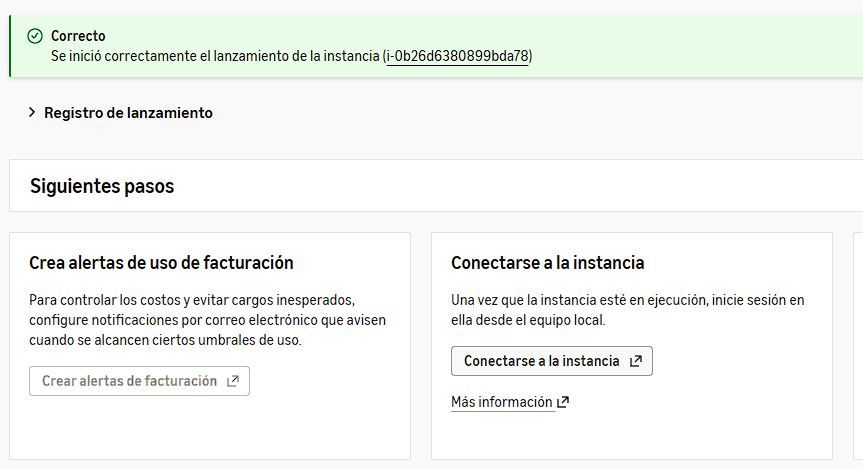 Correcto
Se inició correctamente el lanzamiento de la instancia (i-0b26d6380899bda78)
Registro de lanzamiento
Siguientes pasos
Crea alertas de uso de facturación
Para controlar los costos y evitar cargos inesperados,
configure notificaciones por correo electrónico que avisen
cuando se alcancen ciertos umbrales de uso.
Crear alertas de facturación
Conectarse a la instancia
Una vez que la instancia esté en ejecución, inicie sesión en
ella desde el equipo local.
Conectarse a la instancia
Más información